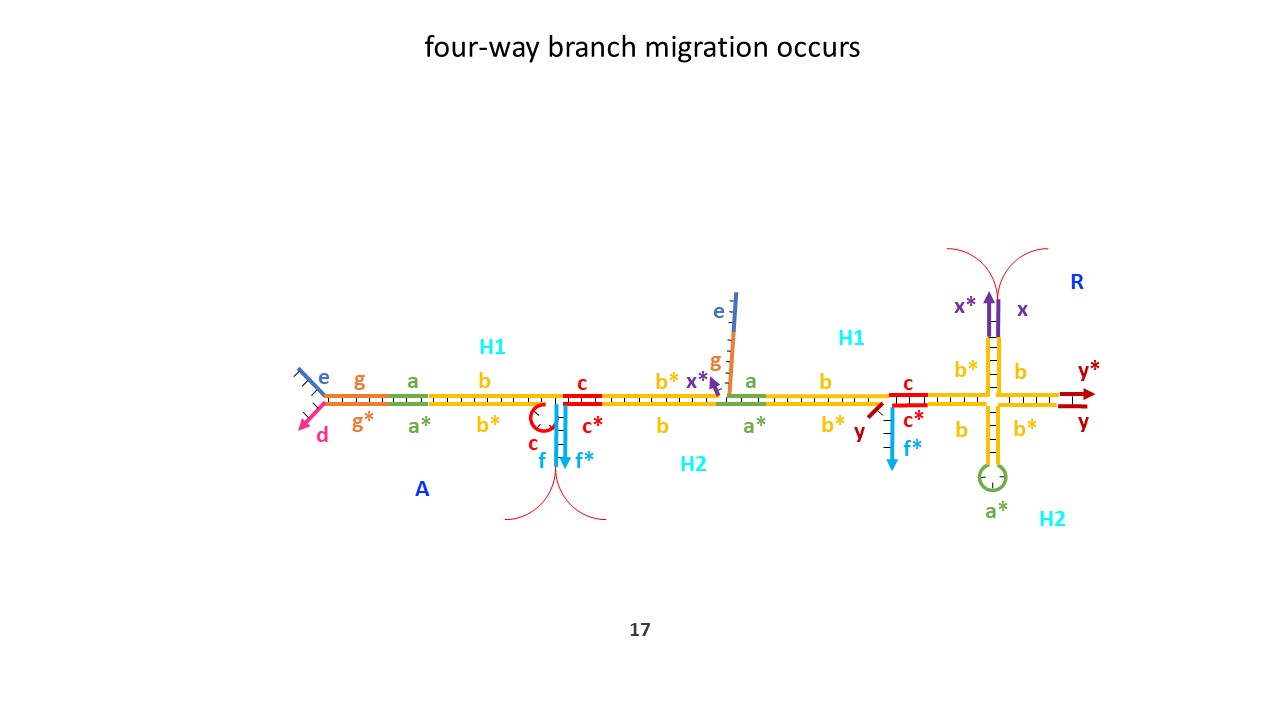 four-way branch migration occurs
R
x* x
e
H1
H1
e g a b c b* x* g a b c b* b y*
g* a* b* c c* b a* b* y c* b b* y
d f f* H2 f*
A a* H2
17